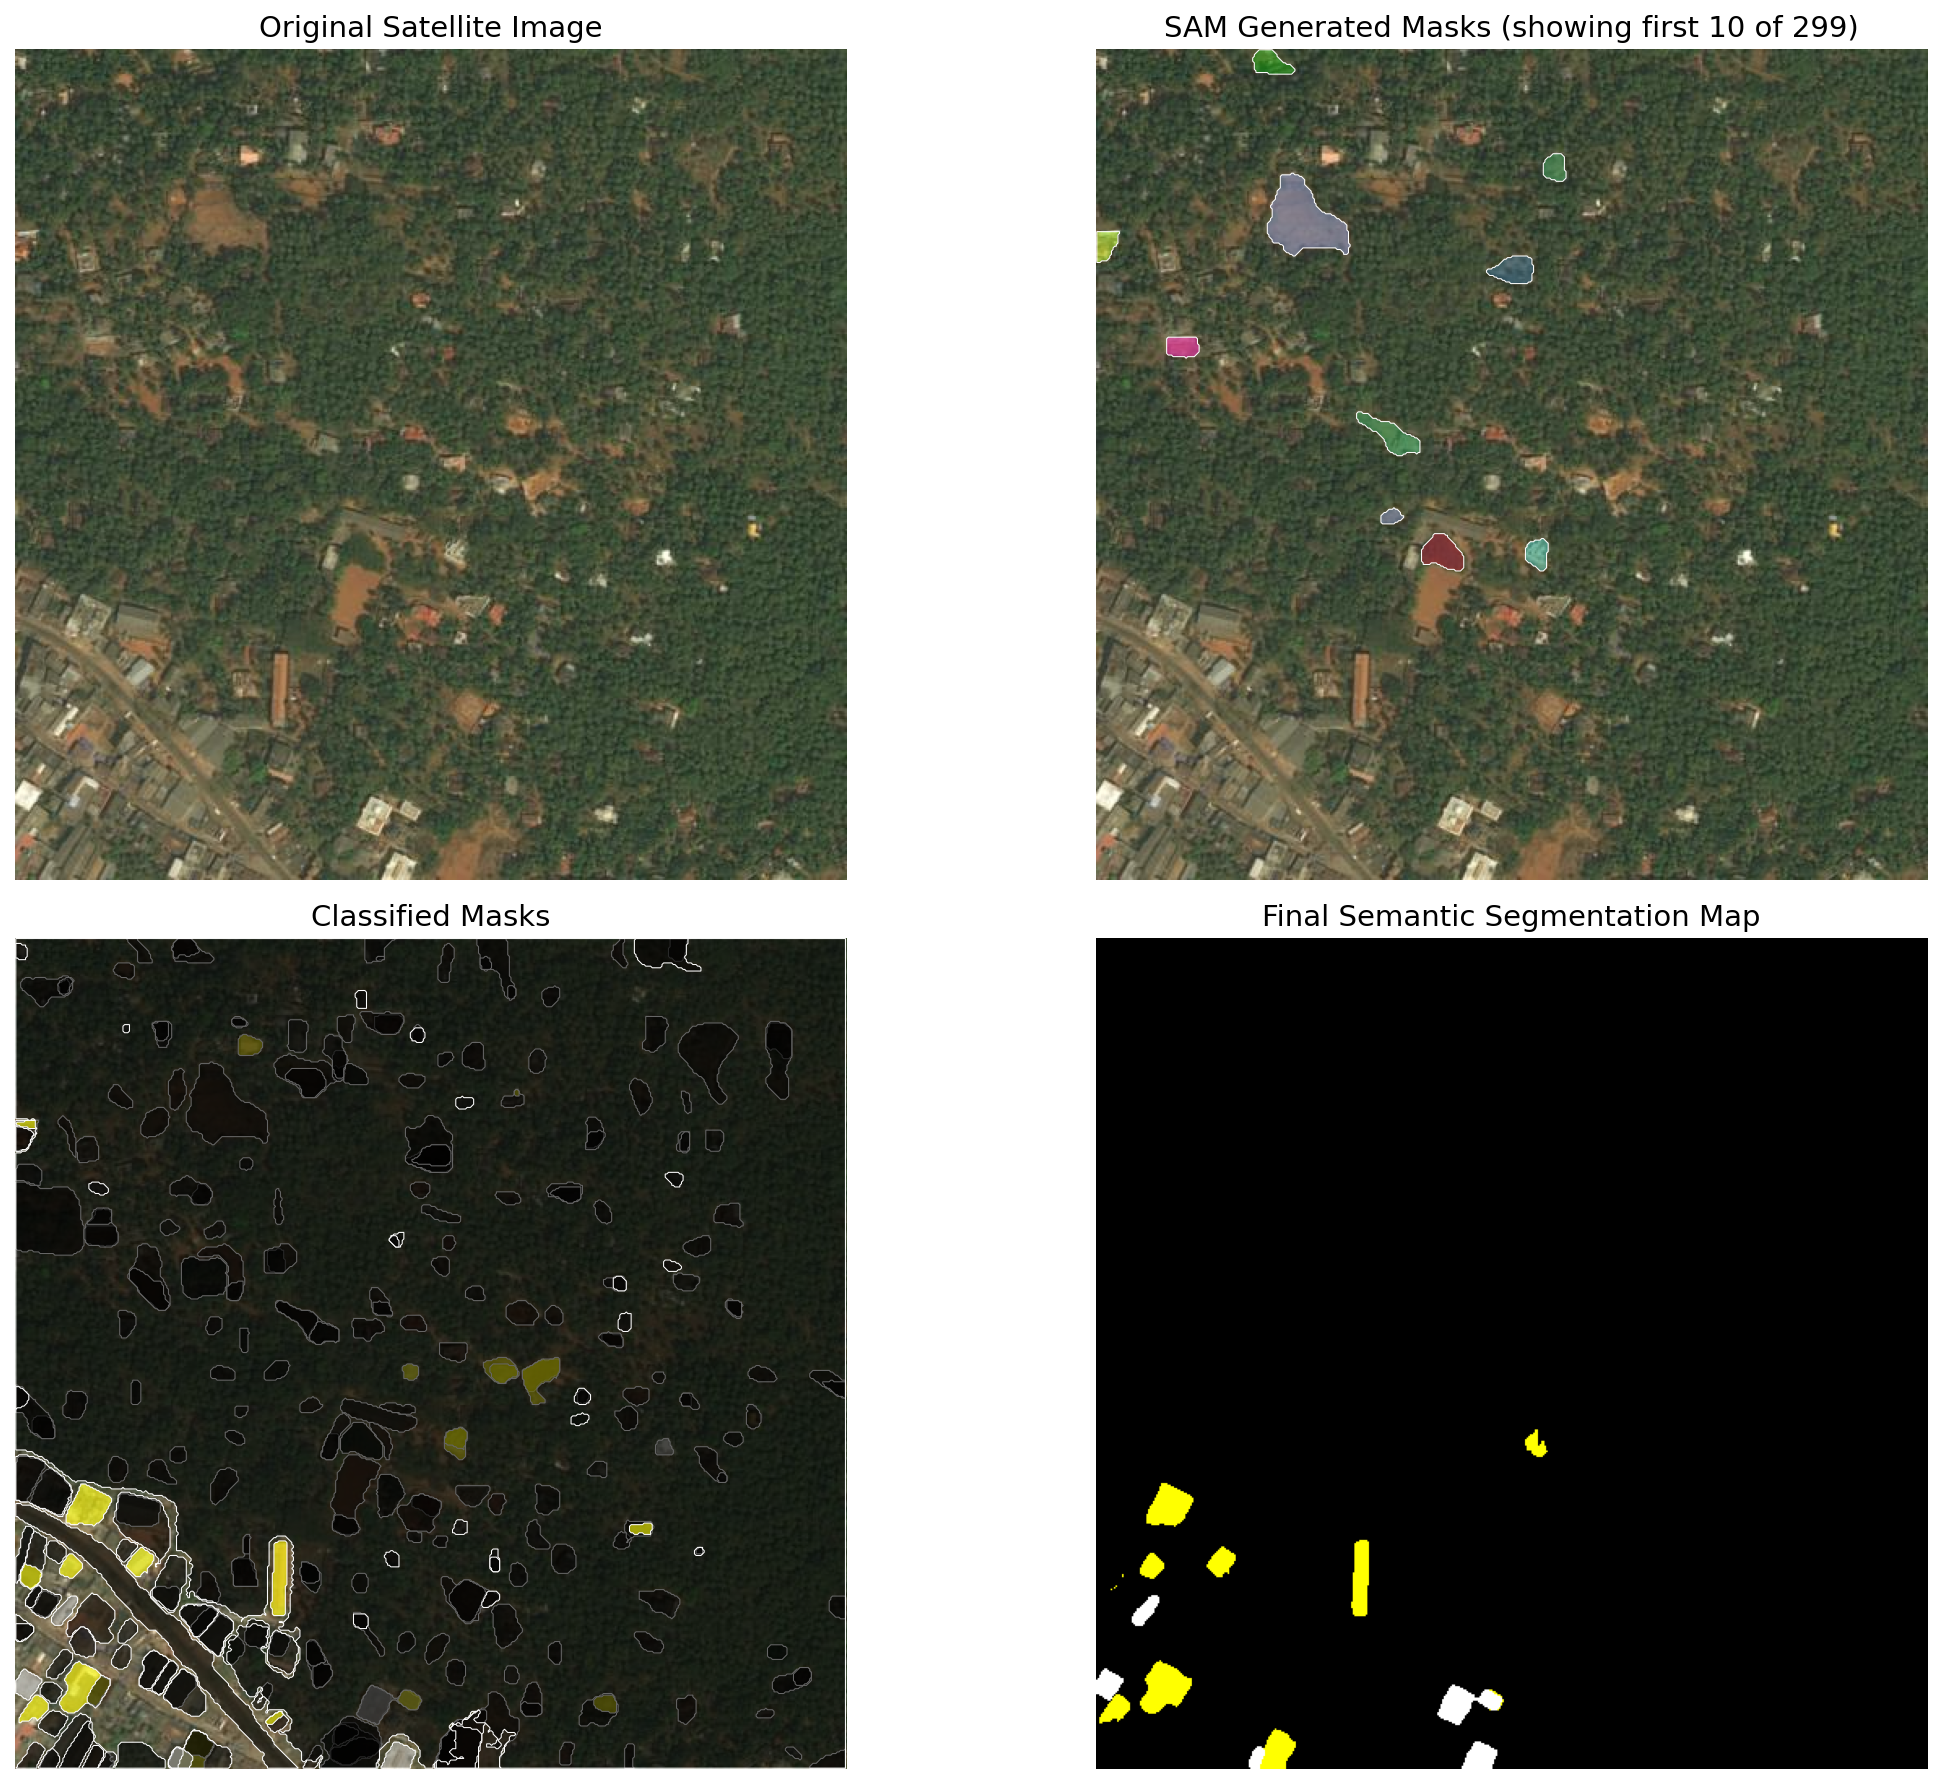 Original Satellite Image
SAM Generated Masks (showing first 10 of 299)
Classified Masks
Final Semantic Segmentation Map